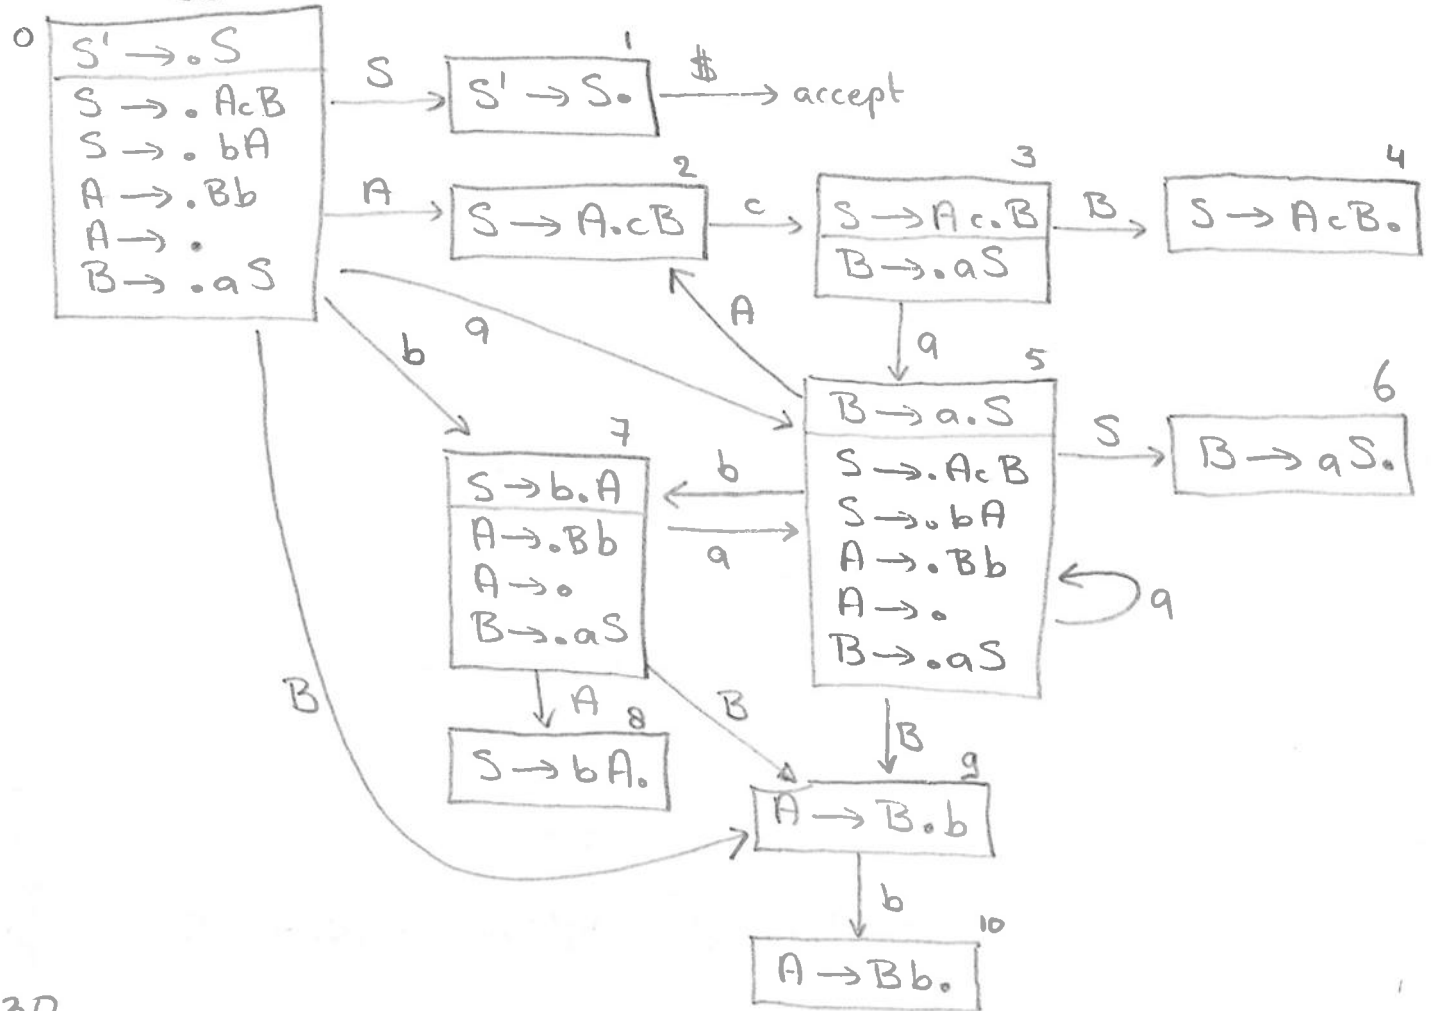 0
S' → .S
S → .AcB
S → . bA
A → .Bb
A → .
B → .aS
S
1
S' → S.
$
accept
A
2
S → A.cB
c
3
S → Ac.B
B → .aS
B
4
S → AcB.
a
b
A
a
5
B → a.S
S → .AcB
S → .bA
A → .Bb
A → .
B → .aS
S
6
B → aS.
a
7
S → b.A
A → .Bb
A → .
B → .aS
b
a
B
A
8
S → bA.
B
B
9
A → B.b
b
10
A → Bb.